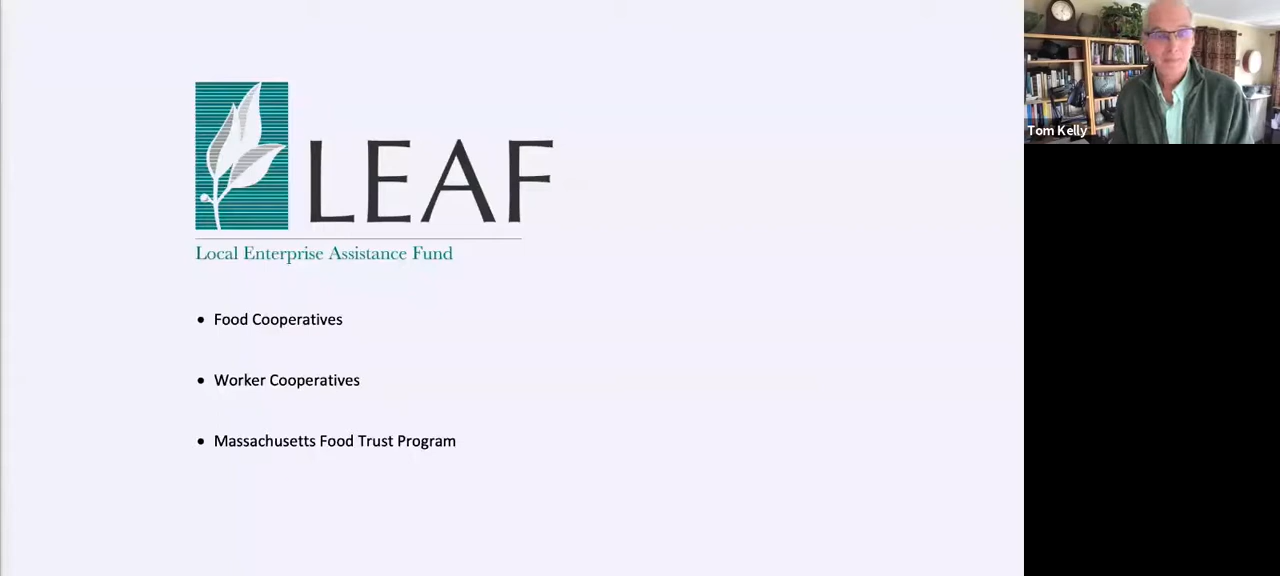 LEAF
Local Enterprise Assistance Fund
• Food Cooperatives
• Worker Cooperatives
• Massachusetts Food Trust Program
Tom Kelly